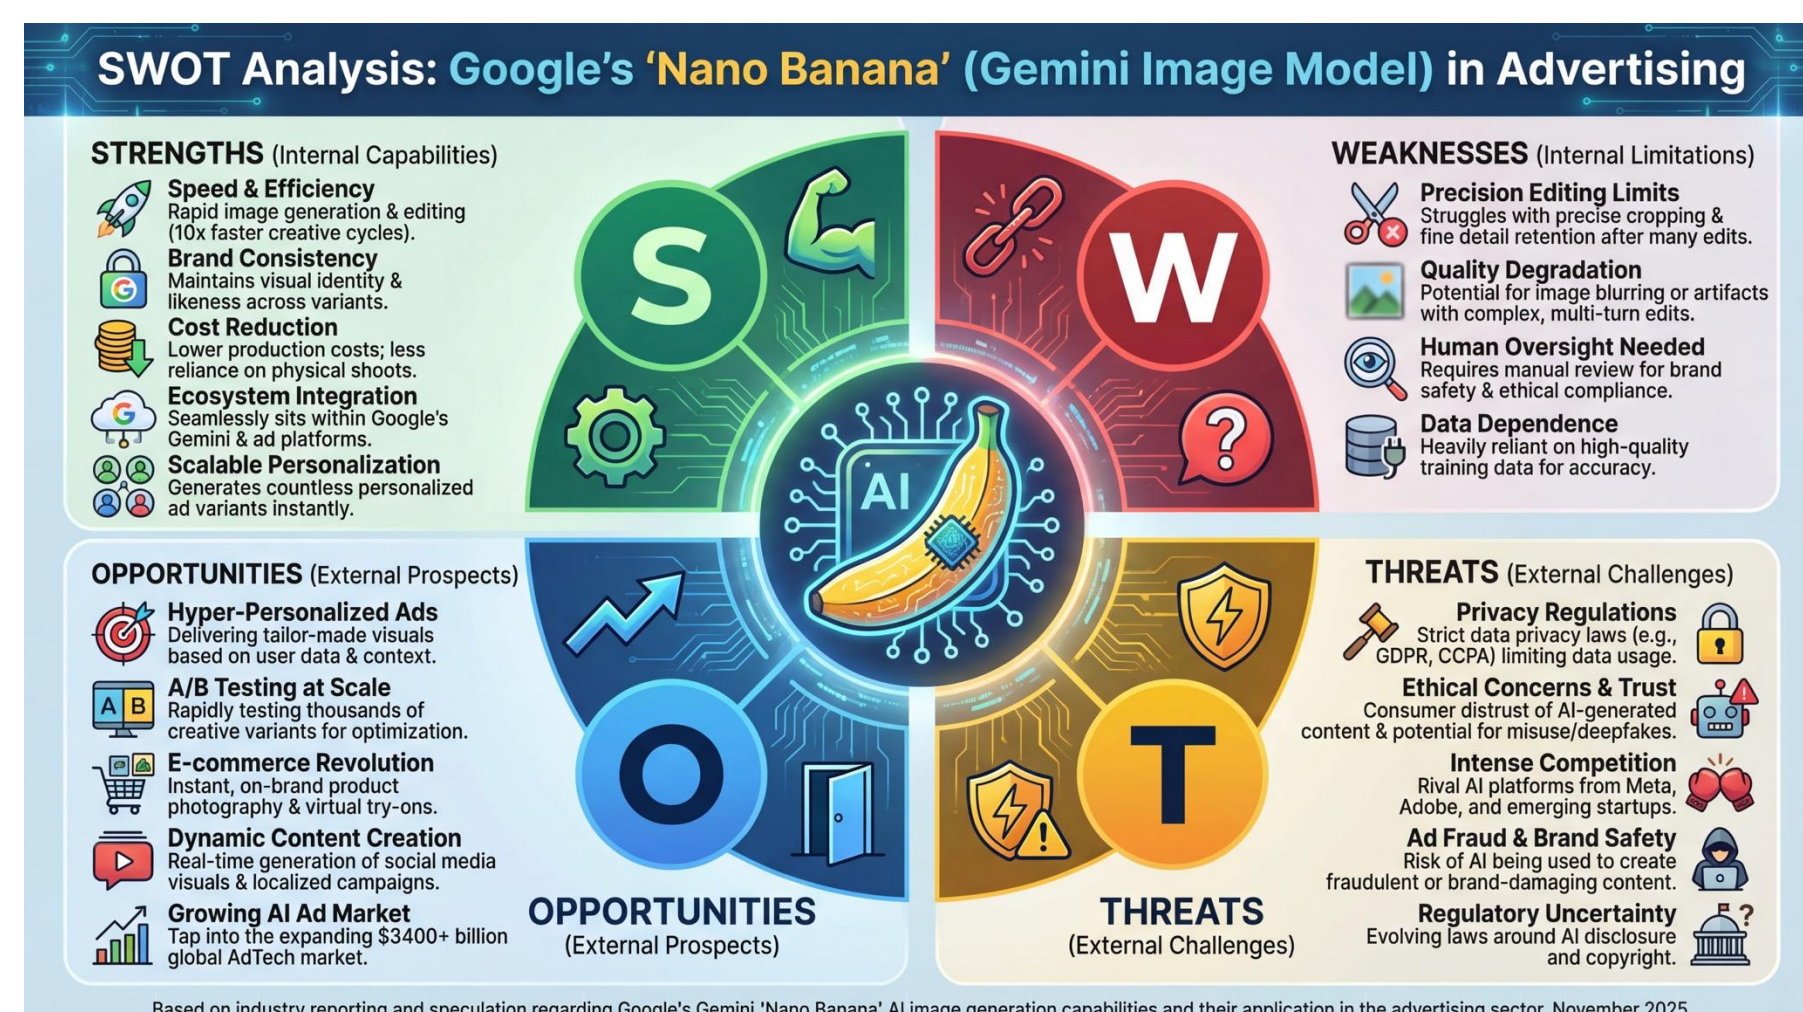 SWOT Analysis: Google's 'Nano Banana' (Gemini Image Model) in Advertising
STRENGTHS (Internal Capabilities)
Speed & Efficiency
Rapid image generation & editing
(10x faster creative cycles).
G
Brand Consistency
Maintains visual identity &
likeness across variants.
Cost Reduction
Lower production costs; less
reliance on physical shoots.
G
Ecosystem Integration
Seamlessly sits within Google's
Gemini & ad platforms.
Scalable Personalization
Generates countless personalized
ad variants instantly.
S
W
?
AI
WEAKNESSES (Internal Limitations)
Precision Editing Limits
Struggles with precise cropping &
fine detail retention after many edits.
Quality Degradation
Potential for image blurring or artifacts
with complex, multi-turn edits.
Human Oversight Needed
Requires manual review for brand
safety & ethical compliance.
Data Dependence
Heavily reliant on high-quality
training data for accuracy.
OPPORTUNITIES (External Prospects)
Hyper-Personalized Ads
Delivering tailor-made visuals
based on user data & context.
A B
A/B Testing at Scale
Rapidly testing thousands of
creative variants for optimization.
E-commerce Revolution
Instant, on-brand product
photography & virtual try-ons.
Dynamic Content Creation
Real-time generation of social media
visuals & localized campaigns.
Growing AI Ad Market
Tap into the expanding $3400+ billion
global AdTech market.
O
OPPORTUNITIES
(External Prospects)
T
!
THREATS
(External Challenges)
THREATS (External Challenges)
Privacy Regulations
Strict data privacy laws (e.g.,
GDPR, CCPA) limiting data usage.
Ethical Concerns & Trust
Consumer distrust of AI-generated
content & potential for misuse/deepfakes.
!
Intense Competition
Rival AI platforms from Meta,
Adobe, and emerging startups.
Ad Fraud & Brand Safety
Risk of AI being used to create
fraudulent or brand-damaging content.
Regulatory Uncertainty
Evolving laws around AI disclosure
and copyright.
?
Based on industry reporting and speculation regarding Google's Gemini 'Nano Banana' AI image generation capabilities and their application in the advertising sector, November 2025